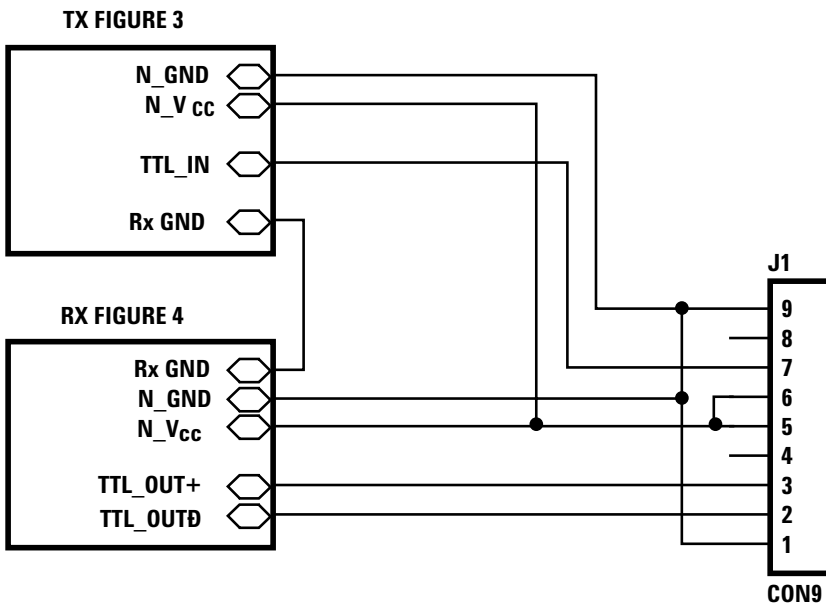 TX FIGURE 3
N_GND
N_V CC
TTL_IN
Rx GND
RX FIGURE 4
Rx GND
N_GND
N_VCC
TTL_OUT+
TTL_OUTÐ
J1
9
8
7
6
5
4
3
2
1
CON9